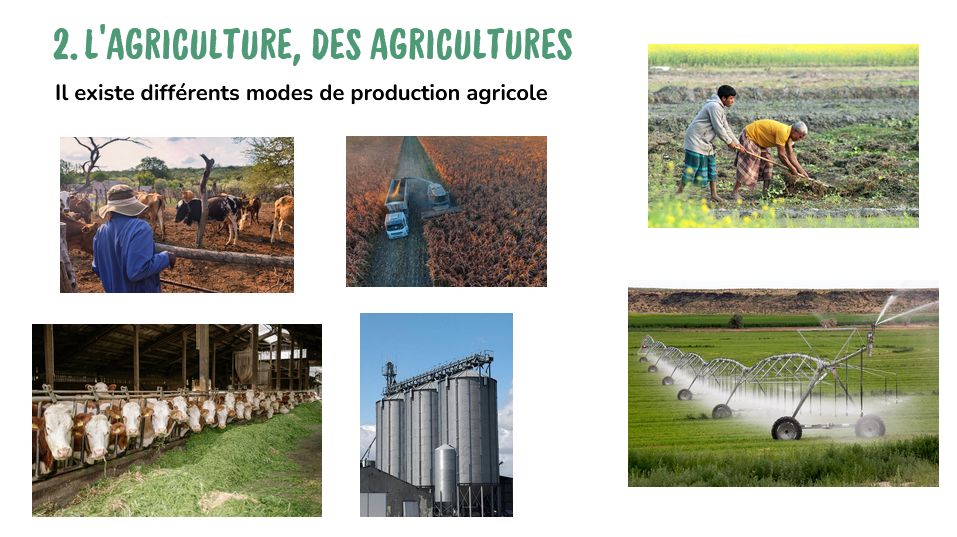 2. L'AGRICULTURE, DES AGRICULTURES
Il existe différents modes de production agricole